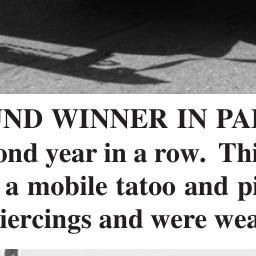 UND WINNER IN PA
ond year in a row. Thi
a mobile tatoo and pi
iercings and were wea